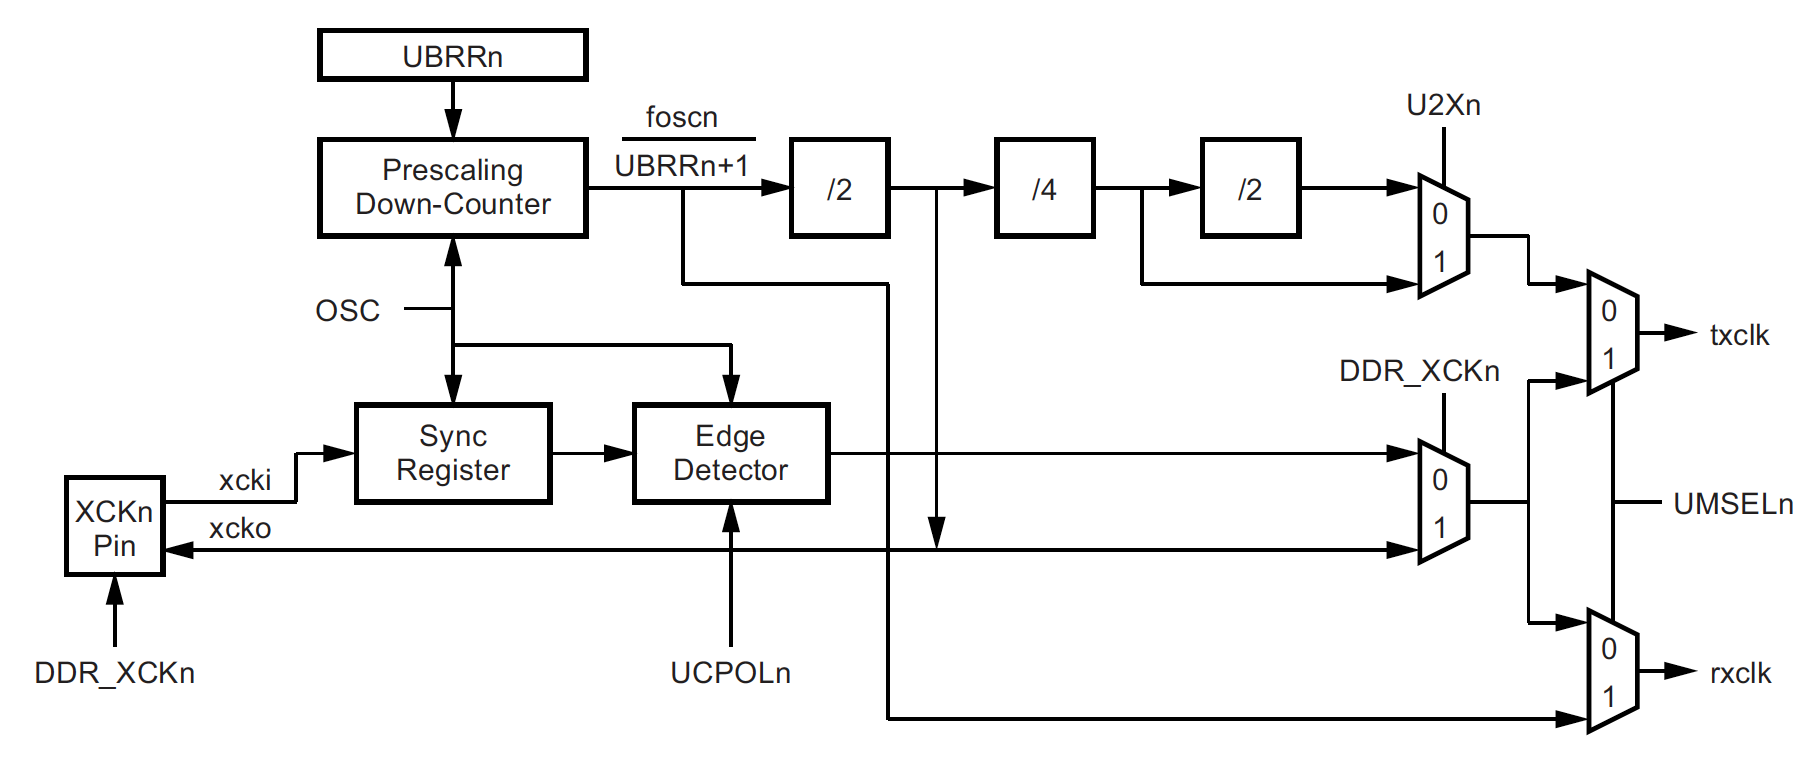 UBRRn
foscn
UBRRn+1
U2Xn
Prescaling
Down-Counter
/2
/4
/2
0
1
OSC
0
1
txclk
DDR_XCKn
Sync
Register
Edge
Detector
0
1
xcki
XCKn
Pin
xcko
UMSELn
DDR_XCKn
UCPOLn
0
1
rxclk